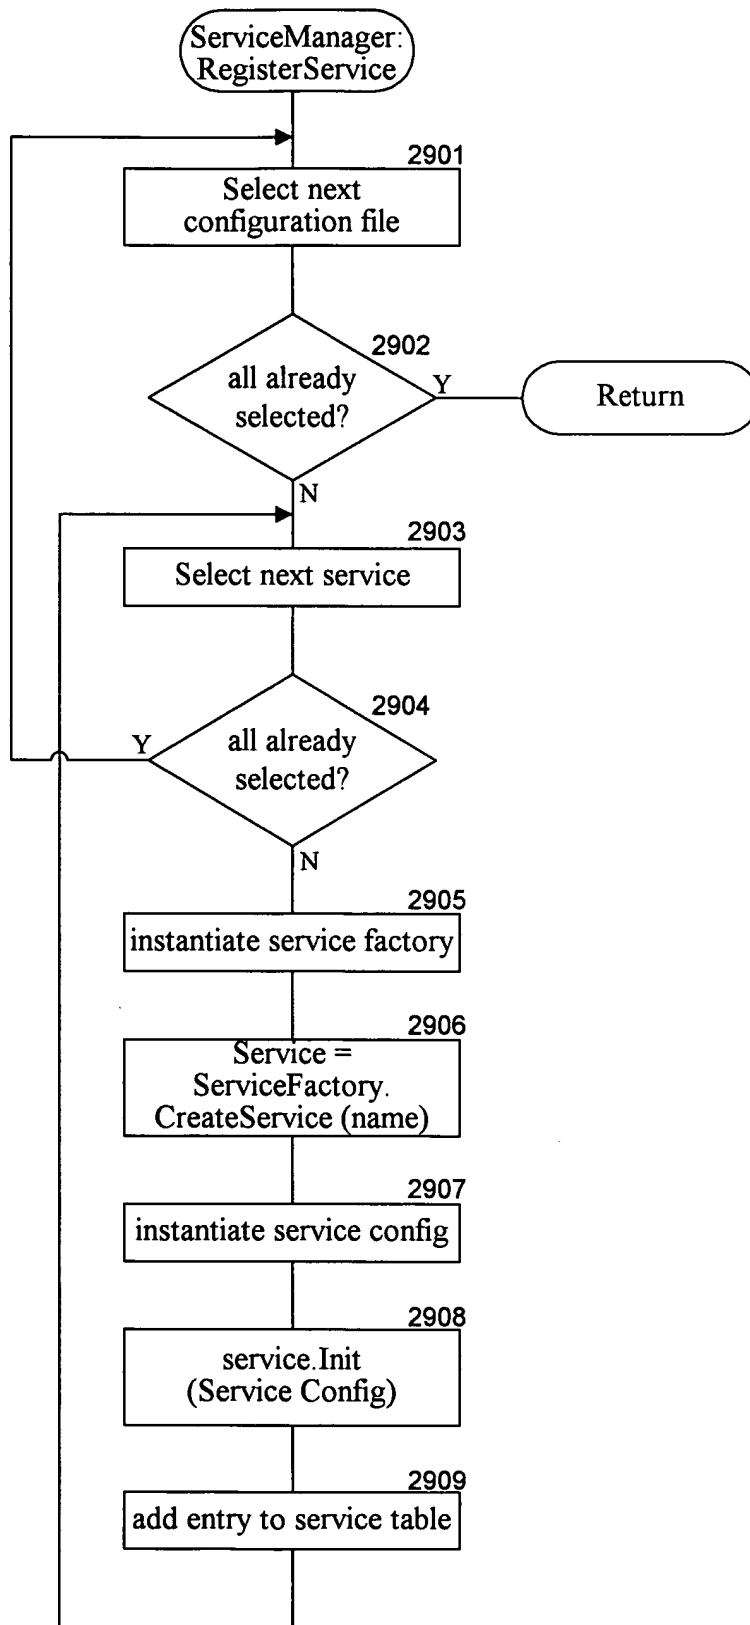 ServiceManager:
RegisterService
2901
Select next
configuration file
2902
all already
selected?
Y
Return
N
2903
Select next service
2904
Y
all already
selected?
N
2905
instantiate service factory
2906
Service =
ServiceFactory.
CreateService (name)
2907
instantiate service config
2908
service.Init
(Service Config)
2909
add entry to service table